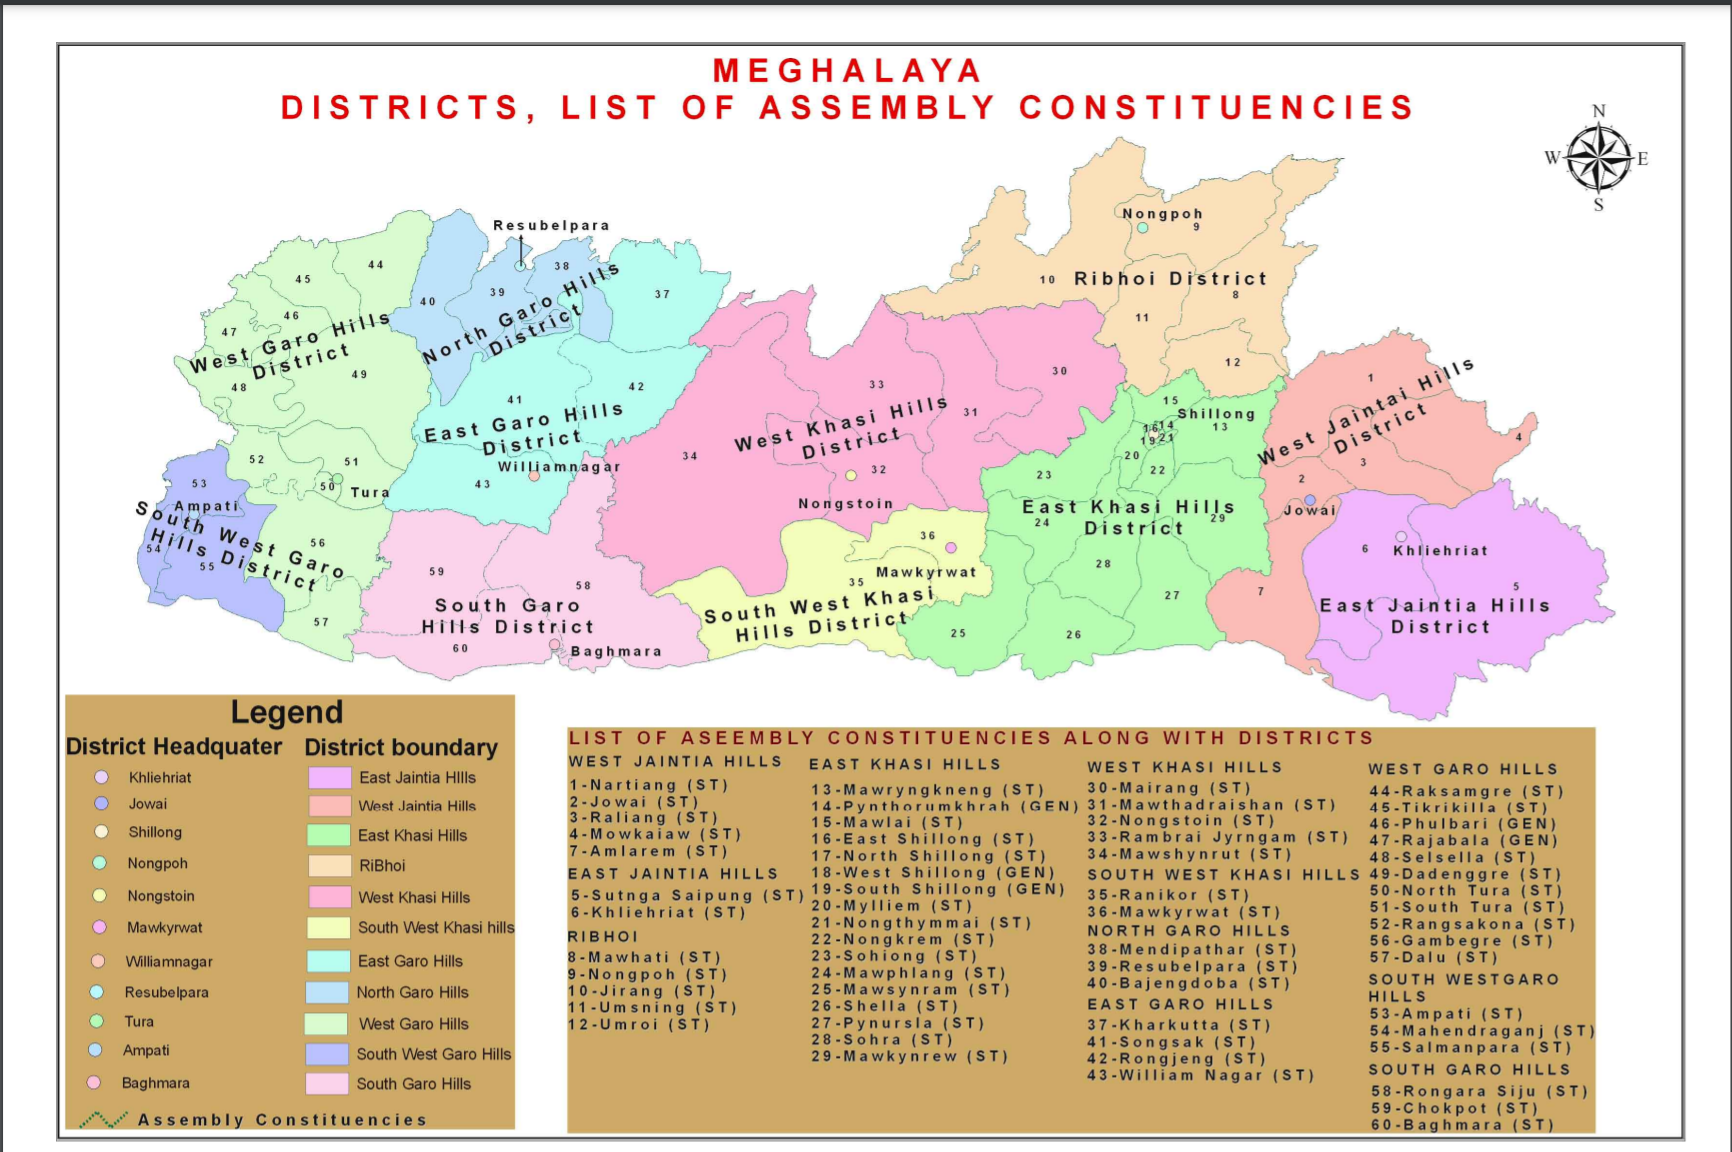 MEGHALAYA
DISTRICTS, LIST OF ASSEMBLY CONSTITUENCIES
N
W E
S
Resubelpara
Nongpoh
9
44
45
38
39
40
37
46
47
48
49
West Garo Hills
District
North Garo Hills
District
10
Ribhoi District
8
11
12
41
42
East Garo Hills
District
Williamnagar
43
33
30
31
34
West Khasi Hills
District
32
Nongstoin
15
Shillong
13
16 14
19 21
20
22
23
East Khasi Hills
District
24
29
28
27
26
25
1
West Jaintai Hills
District
4
3
2
Jowai
7
6
Khliehriat
5
East Jaintia Hills
District
52
51
50
Tura
53
Ampati
South West Garo
Hills District
54
55
56
57
59
58
South Garo
Hills District
60
Baghmara
36
Mawkyrwat
35
South West Khasi
Hills District
Legend
District Headquater District boundary
Khliehriat East Jaintia HIlls
Jowai West Jaintia Hills
Shillong East Khasi Hills
Nongpoh RiBhoi
Nongstoin West Khasi Hills
Mawkyrwat South West Khasi hills
Williamnagar East Garo Hills
Resubelpara North Garo Hills
Tura West Garo Hills
Ampati South West Garo Hills
Baghmara South Garo Hills
Assembly Constituencies
LIST OF ASEEMBLY CONSTITUENCIES ALONG WITH DISTRICTS
WEST JAINTIA HILLS
1-Nartiang (ST)
2-Jowai (ST)
3-Raliang (ST)
4-Mowkaiaw (ST)
7-Amlarem (ST)
EAST JAINTIA HILLS
5-Sutnga Saipung (ST)
6-Khliehriat (ST)
RIBHOI
8-Mawhati (ST)
9-Nongpoh (ST)
10-Jirang (ST)
11-Umsning (ST)
12-Umroi (ST)
EAST KHASI HILLS
13-Mawryngkneng (ST)
14-Pynthorumkhrah (GEN)
15-Mawlai (ST)
16-East Shillong (ST)
17-North Shillong (ST)
18-West Shillong (GEN)
19-South Shillong (GEN)
20-Mylliem (ST)
21-Nongthymmai (ST)
22-Nongkrem (ST)
23-Sohiong (ST)
24-Mawphlang (ST)
25-Mawsynram (ST)
26-Shella (ST)
27-Pynursla (ST)
28-Sohra (ST)
29-Mawkynrew (ST)
WEST KHASI HILLS
30-Mairang (ST)
31-Mawthadraishan (ST)
32-Nongstoin (ST)
33-Rambrai Jyrngam (ST)
34-Mawshynrut (ST)
SOUTH WEST KHASI HILLS
35-Ranikor (ST)
36-Mawkyrwat (ST)
NORTH GARO HILLS
38-Mendipathar (ST)
39-Resubelpara (ST)
40-Bajengdoba (ST)
EAST GARO HILLS
37-Kharkutta (ST)
41-Songsak (ST)
42-Rongjeng (ST)
43-William Nagar (ST)
WEST GARO HILLS
44-Raksamgre (ST)
45-Tikrikilla (ST)
46-Phulbari (GEN)
47-Rajabala (GEN)
48-Selsella (ST)
49-Dadenggre (ST)
50-North Tura (ST)
51-South Tura (ST)
52-Rangsakona (ST)
56-Gambegre (ST)
57-Dalu (ST)
SOUTH WESTGARO
HILLS
53-Ampati (ST)
54-Mahendraganj (ST)
55-Salmanpara (ST)
SOUTH GARO HILLS
58-Rongara Siju (ST)
59-Chokpot (ST)
60-Baghmara (ST)